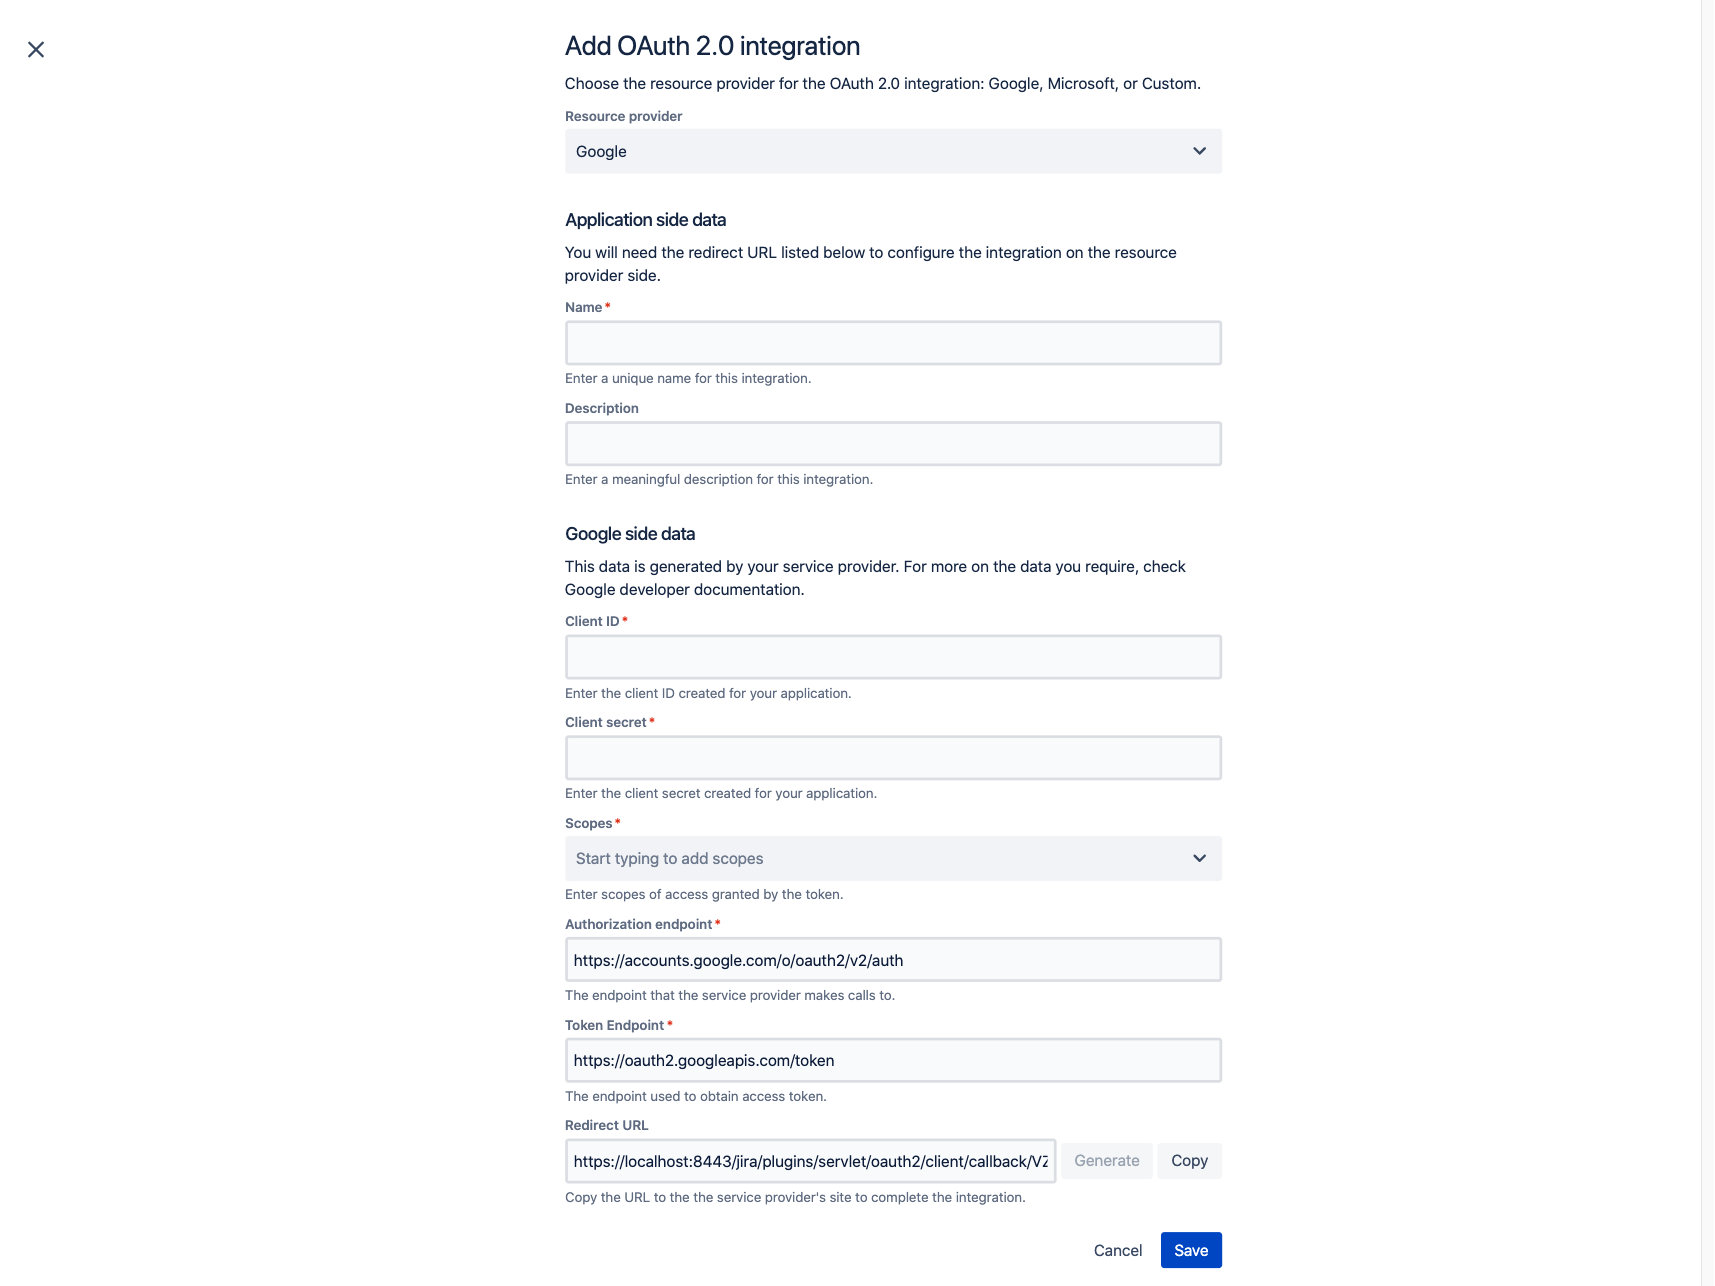 Add OAuth 2.0 integration
Choose the resource provider for the OAuth 2.0 integration: Google, Microsoft, or Custom.
Resource provider
Google
Application side data
You will need the redirect URL listed below to configure the integration on the resource
provider side.
Name*
Enter a unique name for this integration.
Description
Enter a meaningful description for this integration.
Google side data
This data is generated by your service provider. For more on the data you require, check
Google developer documentation.
Client ID*
Enter the client ID created for your application.
Client secret*
Enter the client secret created for your application.
Scopes*
Start typing to add scopes
Enter scopes of access granted by the token.
Authorization endpoint*
https://accounts.google.com/o/oauth2/v2/auth
The endpoint that the service provider makes calls to.
Token Endpoint*
https://oauth2.googleapis.com/token
The endpoint used to obtain access token.
Redirect URL
https://localhost:8443/jira/plugins/servlet/oauth2/client/callback/VZ Generate Copy
Copy the URL to the the service provider's site to complete the integration.
Cancel Save